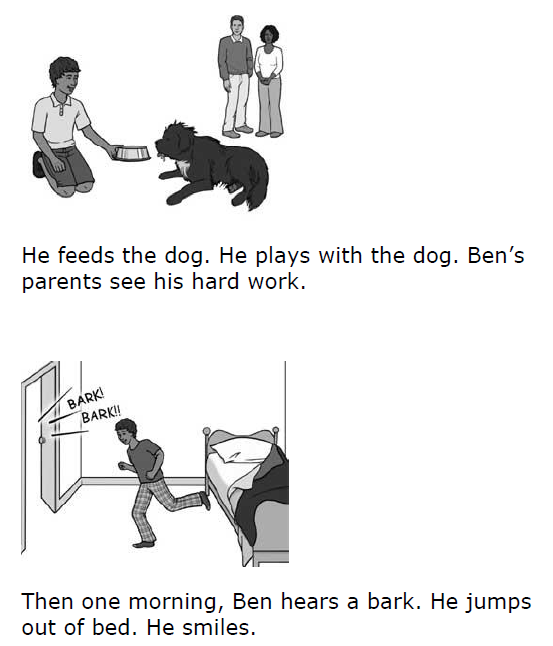 He feeds the dog. He plays with the dog. Ben’s
parents see his hard work.
BARK!
BARK!!
Then one morning, Ben hears a bark. He jumps
out of bed. He smiles.